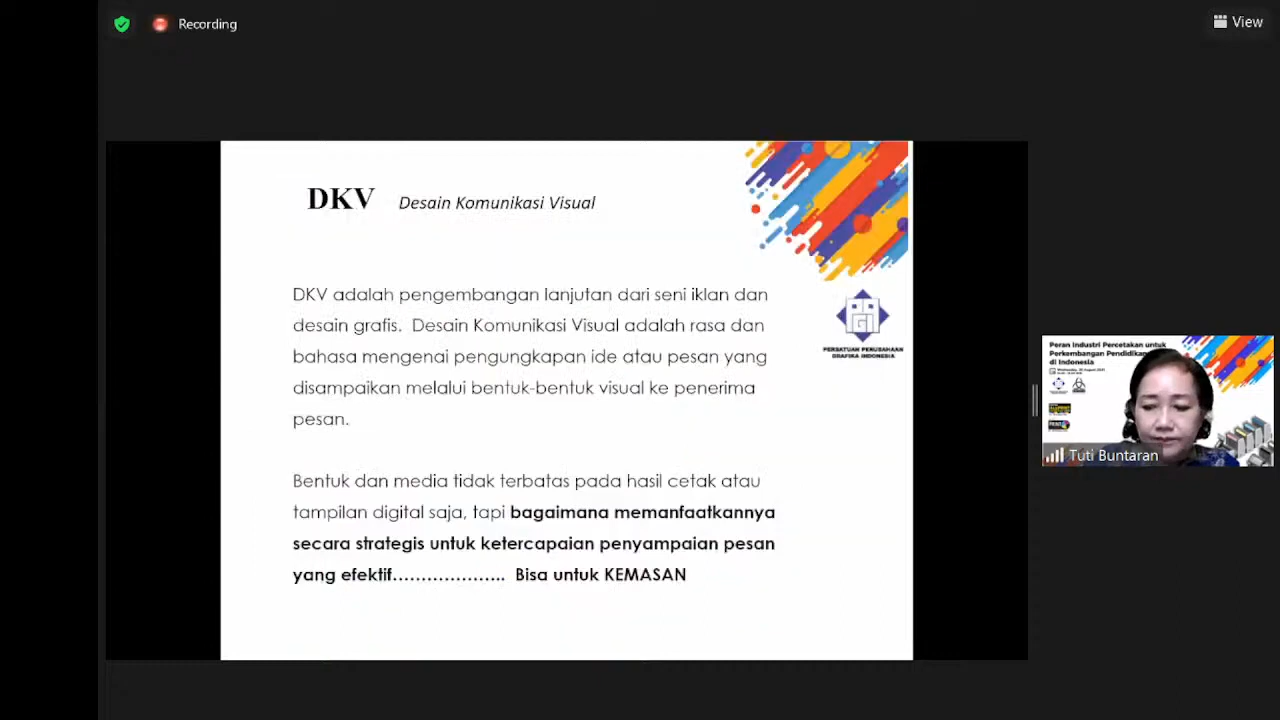 Recording
View
DKV Desain Komunikasi Visual
DKV adalah pengembangan lanjutan dari seni iklan dan
desain grafis. Desain Komunikasi Visual adalah rasa dan
bahasa mengenai pengungkapan ide atau pesan yang
disampaikan melalui bentuk-bentuk visual ke penerima
pesan.
Bentuk dan media tidak terbatas pada hasil cetak atau
tampilan digital saja, tapi bagaimana memanfaatkannya
secara strategis untuk ketercapaian penyampaian pesan
yang efektif.................... Bisa untuk KEMASAN
PERSATUAN PERUSAHAAN
GRAFIKA INDONESIA
Peran Industri Percetakan untuk
Perkembangan Pendidikan
di Indonesia
Tuti Buntaran